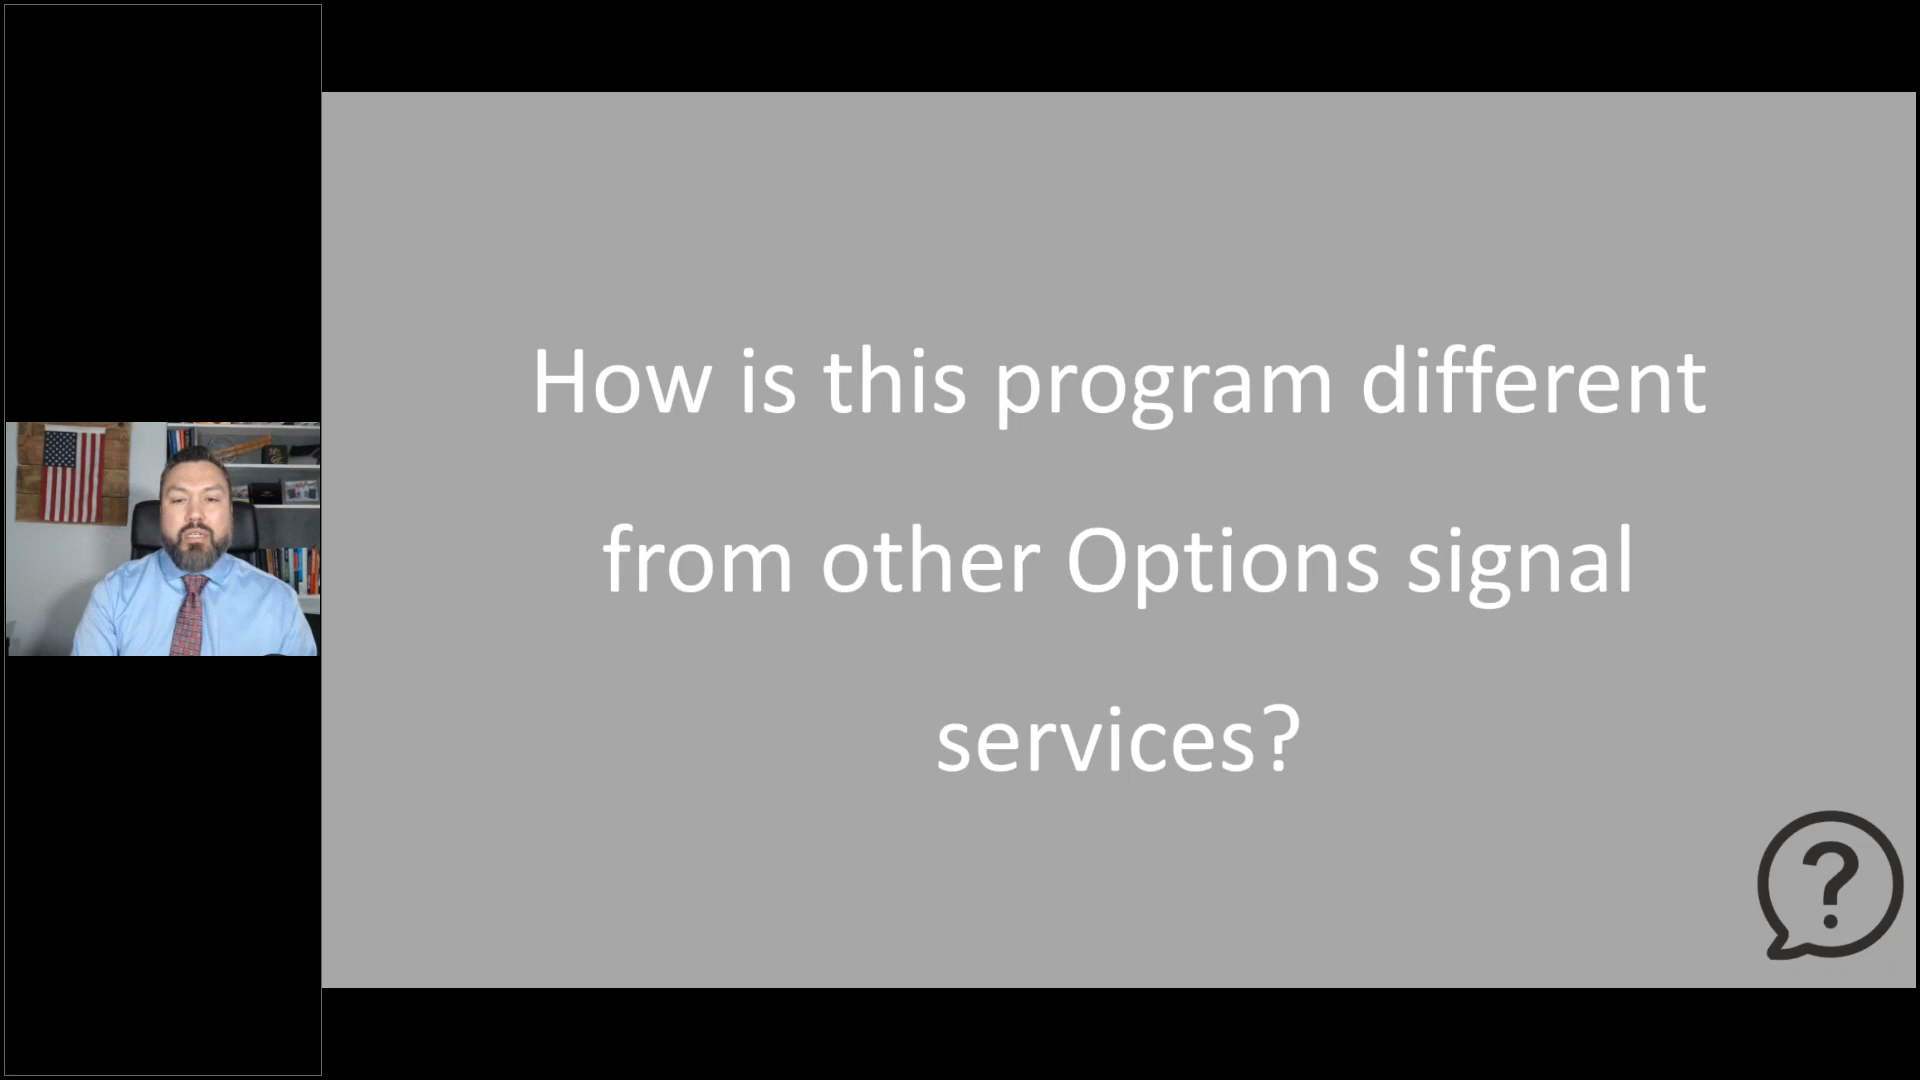 How is this program different
from other Options signal
services?
?